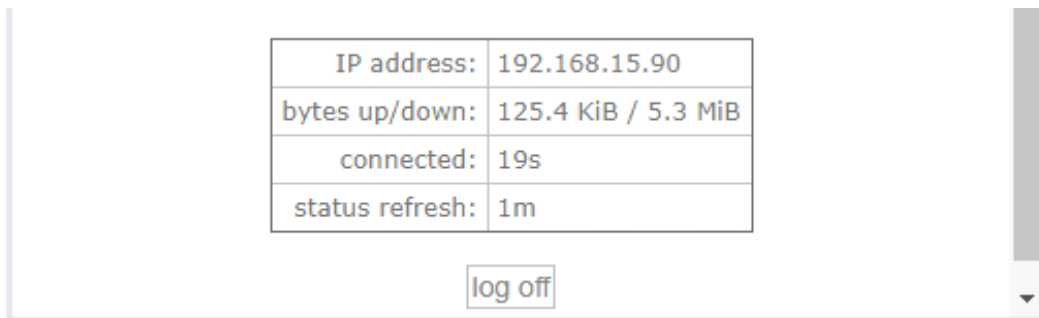 IP address: 192.168.15.90
bytes up/down: 125.4 KiB / 5.3 MiB
connected: 19s
status refresh: 1m
log off